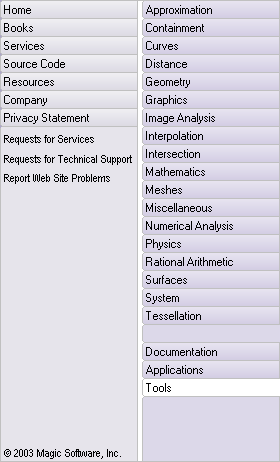 Home
Books
Services
Source Code
Resources
Company
Privacy Statement
Requests for Services
Requests for Technical Support
Report Web Site Problems
© 2003 Magic Software, Inc.
Approximation
Containment
Curves
Distance
Geometry
Graphics
Image Analysis
Interpolation
Intersection
Mathematics
Meshes
Miscellaneous
Numerical Analysis
Physics
Rational Arithmetic
Surfaces
System
Tessellation
Documentation
Applications
Tools